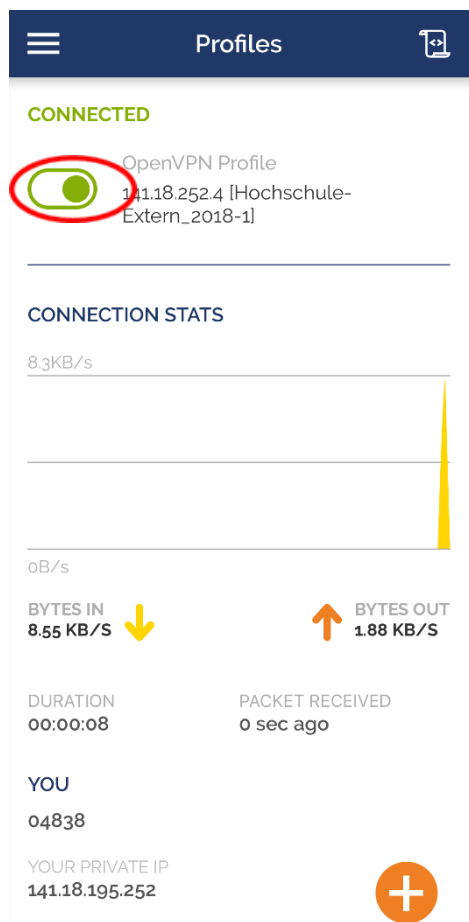 Profiles
CONNECTED
OpenVPN Profile
141.18.252.4 [Hochschule-
Extern_2018-1]
CONNECTION STATS
8.3KB/s
0B/s
BYTES IN
8.55 KB/S
BYTES OUT
1.88 KB/S
DURATION
00:00:08
PACKET RECEIVED
0 sec ago
YOU
04838
YOUR PRIVATE IP
141.18.195.252